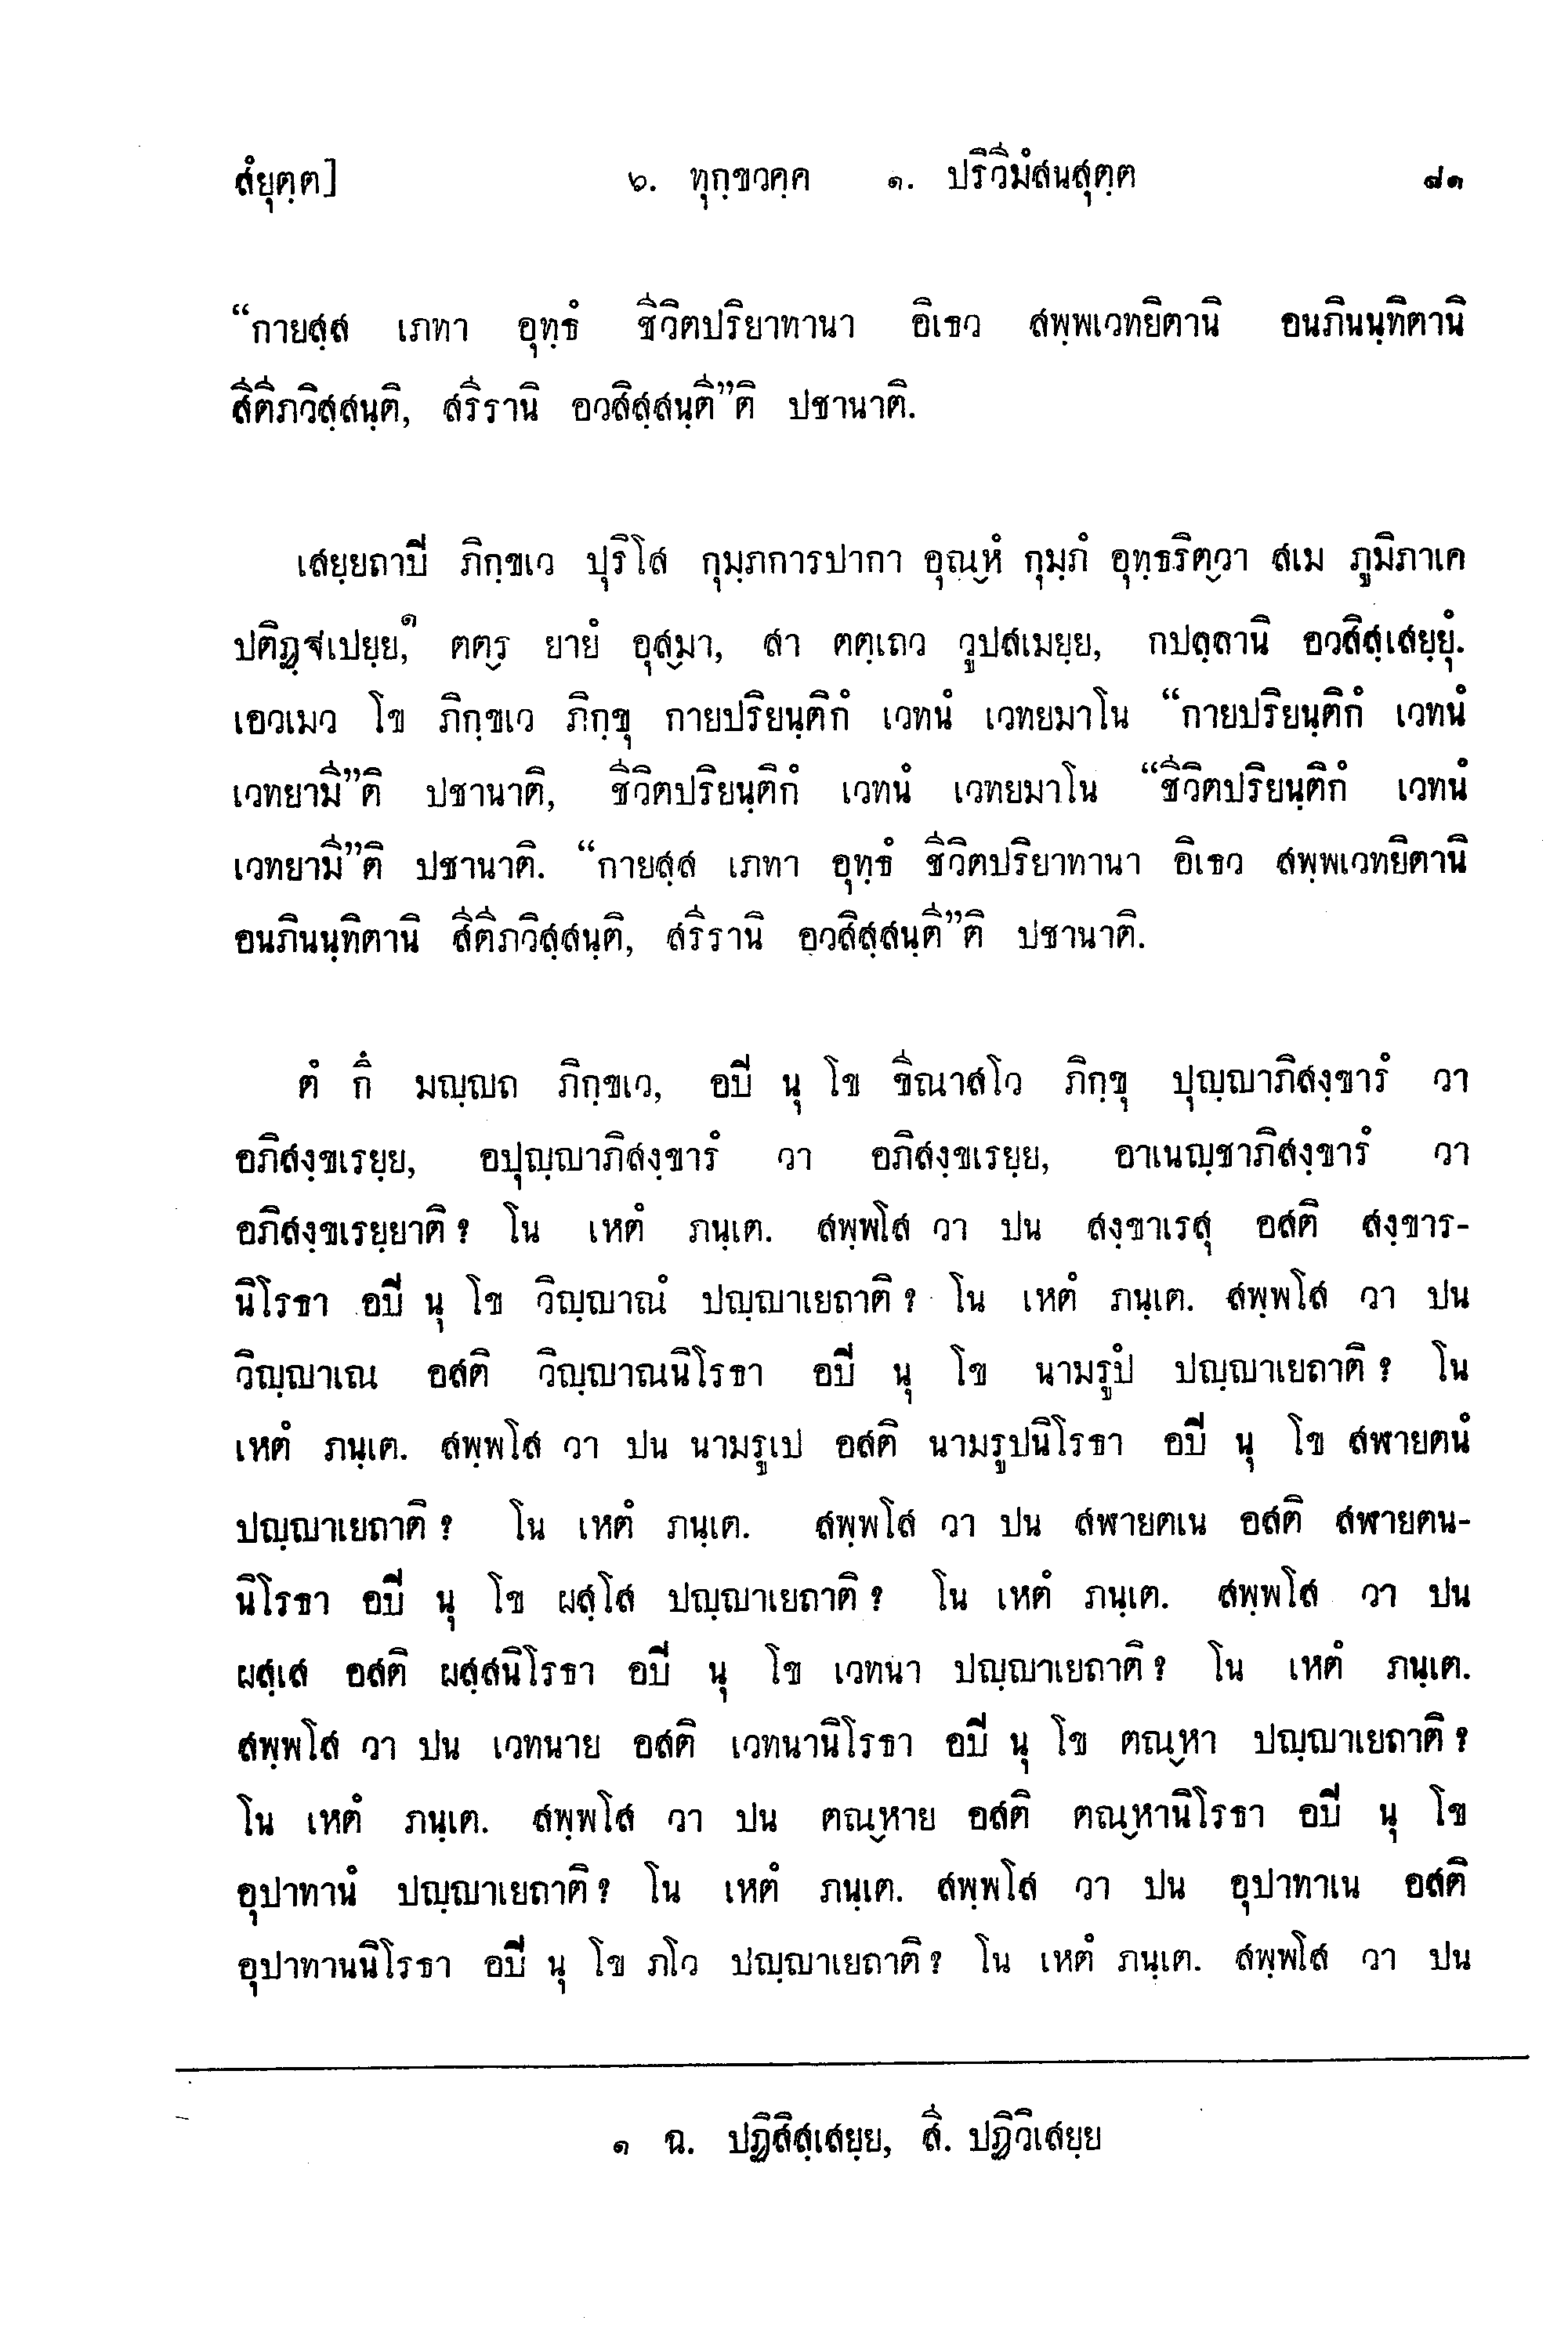 สํยุตฺต] ๖. ทุกฺขวคฺค ๑. ปริวีมํสนสุตฺต ๘๑
“กายสฺส เภทา อุทฺธํ ชีวิตปริยาทานา อิเธว สพฺพเวทยิตานิ อนภินนฺทิตานิ
สีตีภวิสฺสนฺติ, สรีรานิ อวสิสฺสนฺตี”ติ ปชานาติ.
เสยฺยถาปิ ภิกฺขเว ปุริโส กุมฺภการปากา อุณ๎หํ กุมฺภํ อุทฺธริต๎วา สเม ภูมิภาเค
ปติฏฺฐเปยฺย,๑ ตต๎ร ยายํ อุส๎มา, สา ตตฺเถว วูปสเมยฺย, กปลฺลานิ อวสิสฺเสยฺยุํ.
เอวเมว โข ภิกฺขเว ภิกฺขุ กายปริยนฺติกํ เวทนํ เวทยมาโน “กายปริยนฺติกํ เวทนํ
เวทยามี”ติ ปชานาติ, ชีวิตปริยนฺติกํ เวทนํ เวทยมาโน “ชีวิตปริยนฺติกํ เวทนํ
เวทยามี”ติ ปชานาติ. “กายสฺส เภทา อุทฺธํ ชีวิตปริยาทานา อิเธว สพฺพเวทยิตานิ
อนภินนฺทิตานิ สีตีภวิสฺสนฺติ, สรีรานิ อวสิสฺสนฺตี”ติ ปชานาติ.
ตํ กึ มญฺญถ ภิกฺขเว, อปิ นุ โข ขีณาสโว ภิกฺขุ ปุญฺญาภิสงฺขารํ วา
อภิสงฺขเรยฺย, อปุญฺญาภิสงฺขารํ วา อภิสงฺขเรยฺย, อาเนญฺชาภิสงฺขารํ วา
อภิสงฺขเรยฺยาติ? โน เหตํ ภนฺเต. สพฺพโส วา ปน สงฺขาเรสุ อสติ สงฺขาร-
นิโรธา อปิ นุ โข วิญฺญาณํ ปญฺญาเยถาติ? โน เหตํ ภนฺเต. สพฺพโส วา ปน
วิญฺญาเณ อสติ วิญฺญาณนิโรธา อปิ นุ โข นามรูปํ ปญฺญาเยถาติ? โน
เหตํ ภนฺเต. สพฺพโส วา ปน นามรูเป อสติ นามรูปนิโรธา อปิ นุ โข สฬายตนํ
ปญฺญาเยถาติ? โน เหตํ ภนฺเต. สพฺพโส วา ปน สฬายตเน อสติ สฬายตน-
นิโรธา อปิ นุ โข ผสฺโส ปญฺญาเยถาติ? โน เหตํ ภนฺเต. สพฺพโส วา ปน
ผสฺเส อสติ ผสฺสนิโรธา อปิ นุ โข เวทนา ปญฺญาเยถาติ? โน เหตํ ภนฺเต.
สพฺพโส วา ปน เวทนาย อสติ เวทนานิโรธา อปิ นุ โข ตณ๎หา ปญฺญาเยถาติ?
โน เหตํ ภนฺเต. สพฺพโส วา ปน ตณ๎หาย อสติ ตณ๎หานิโรธา อปิ นุ โข
อุปาทานํ ปญฺญาเยถาติ? โน เหตํ ภนฺเต. สพฺพโส วา ปน อุปาทาเน อสติ
อุปาทานนิโรธา อปิ นุ โข ภโว ปญฺญาเยถาติ? โน เหตํ ภนฺเต. สพฺพโส วา ปน
๑ ฉ. ปฏิสิสฺเสยฺย, สี. ปฏิวิเสยฺย